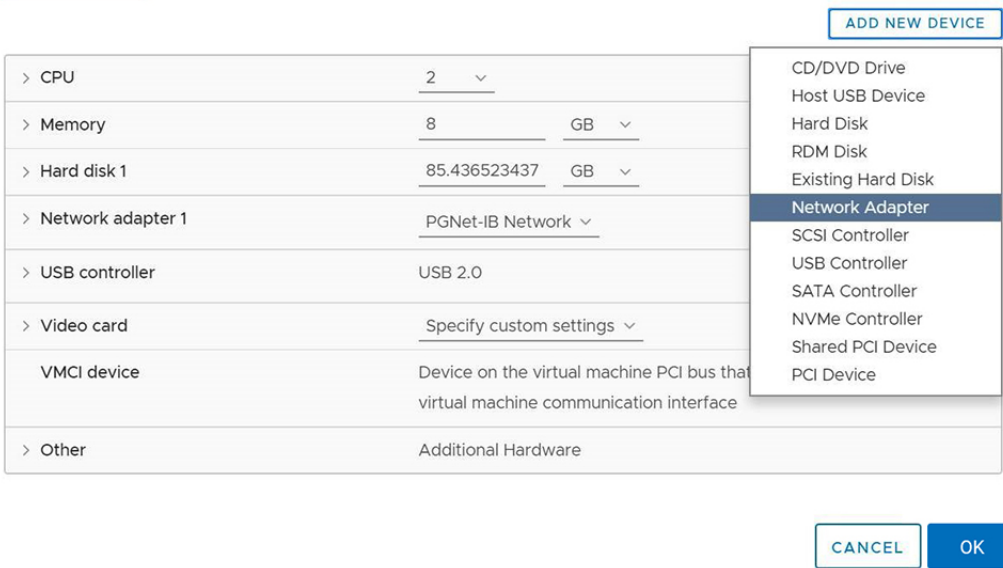 ADD NEW DEVICE
CPU 2
Memory 8 GB
Hard disk 1 85.436523437 GB
Network adapter 1 PGNet-IB Network
USB controller USB 2.0
Video card Specify custom settings
VMCI device Device on the virtual machine PCI bus that
virtual machine communication interface
Other Additional Hardware
CD/DVD Drive
Host USB Device
Hard Disk
RDM Disk
Existing Hard Disk
Network Adapter
SCSI Controller
USB Controller
SATA Controller
NVMe Controller
Shared PCI Device
PCI Device
CANCEL
OK